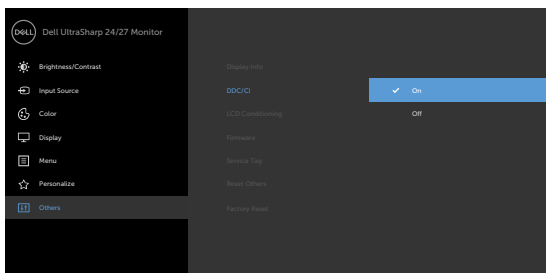 DELL Dell UltraSharp 24/27 Monitor
Brightness/Contrast
Input Source
Color
Display
Menu
Personalize
Others
Display Info
DDC/CI
LCD Conditioning
Firmware
Service Tag
Reset Others
Factory Reset
On
Off